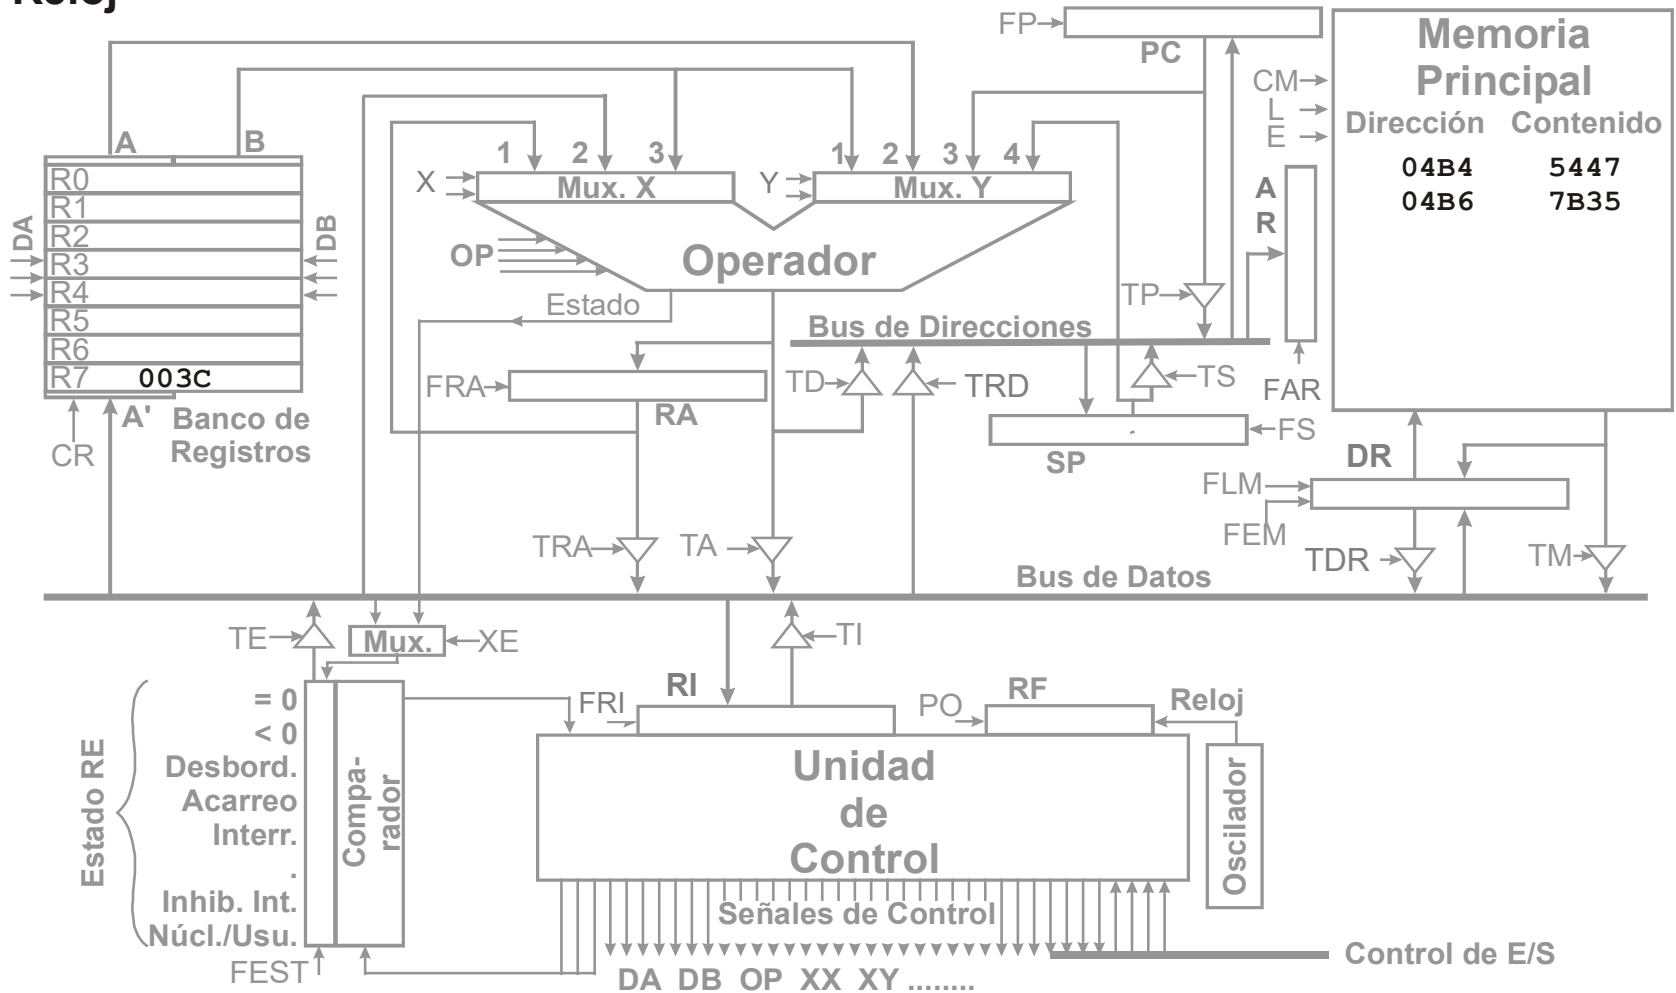 Reloj
FP
PC
Memoria
Principal
Dirección Contenido
04B4 5447
04B6 7B35
CM
L
E
A B
R0
R1
R2
R3
R4
R5
R6
R7 003C
DA
DB
A'
CR
Banco de
Registros
1 2 3
X
Mux. X
1 2 3 4
Y
Mux. Y
OP
Operador
Estado
A
R
FAR
TP
Bus de Direcciones
FRA
RA
TD
TRD
TS
FS
SP
DR
FLM
FEM
TRA
TA
TDR
TM
Bus de Datos
TE
Mux.
XE
TI
RI
FRI
PO
RF
Reloj
Estado RE
= 0
< 0
Desbord.
Acarreo
Interr.
.
Inhib. Int.
Núcl./Usu.
FEST
Compa-
rador
Unidad
de
Control
Oscilador
Señales de Control
Control de E/S
DA DB OP XX XY ........